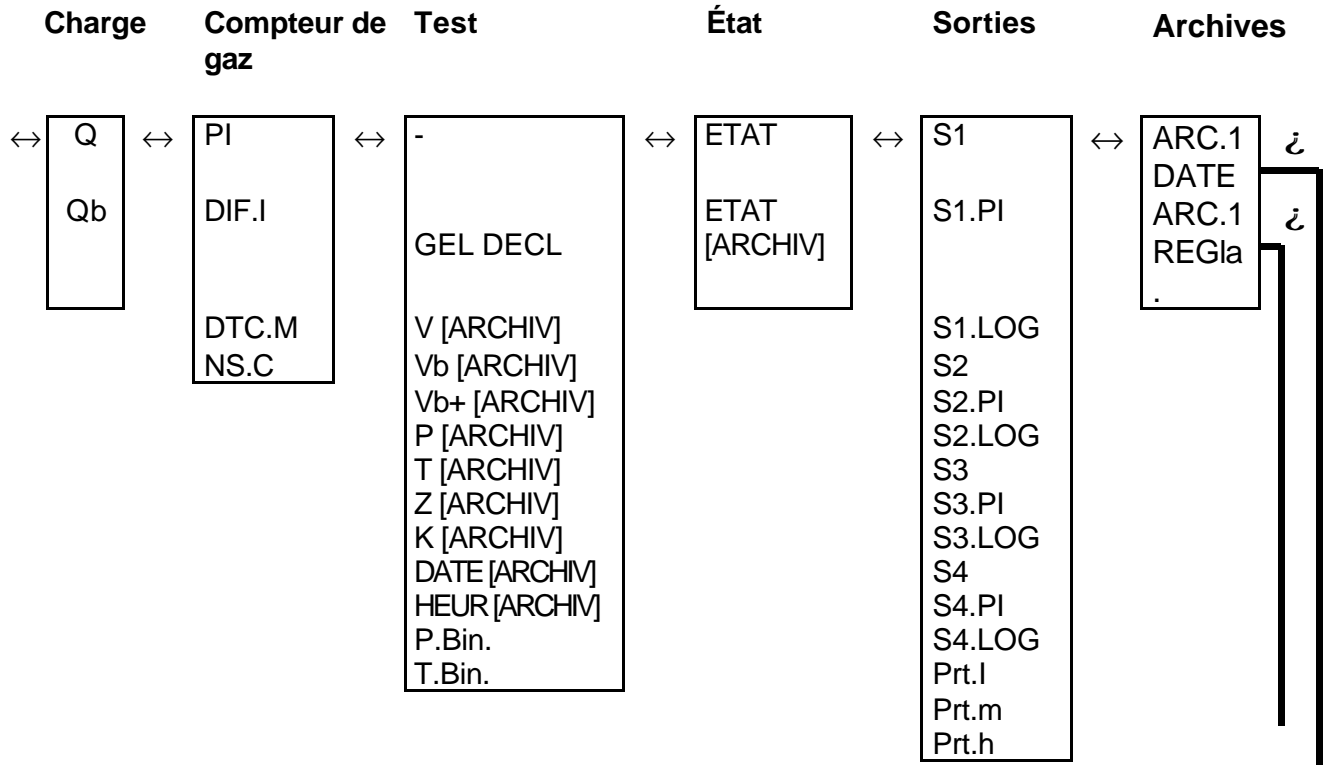 Charge
Compteur de
gaz
Test
État
Sorties
Archives
↔
Q
Qb
↔
PI
DIF.I
DTC.M
NS.C
↔
-
GEL DECL
V [ARCHIV]
Vb [ARCHIV]
Vb+ [ARCHIV]
P [ARCHIV]
T [ARCHIV]
Z [ARCHIV]
K [ARCHIV]
DATE [ARCHIV]
HEUR [ARCHIV]
P.Bin.
T.Bin.
↔
ETAT
ETAT
[ARCHIV]
↔
S1
S1.PI
S1.LOG
S2
S2.PI
S2.LOG
S3
S3.PI
S3.LOG
S4
S4.PI
S4.LOG
Prt.I
Prt.m
Prt.h
↔
ARC.1 ¿
DATE
ARC.1 ¿
REGla
.